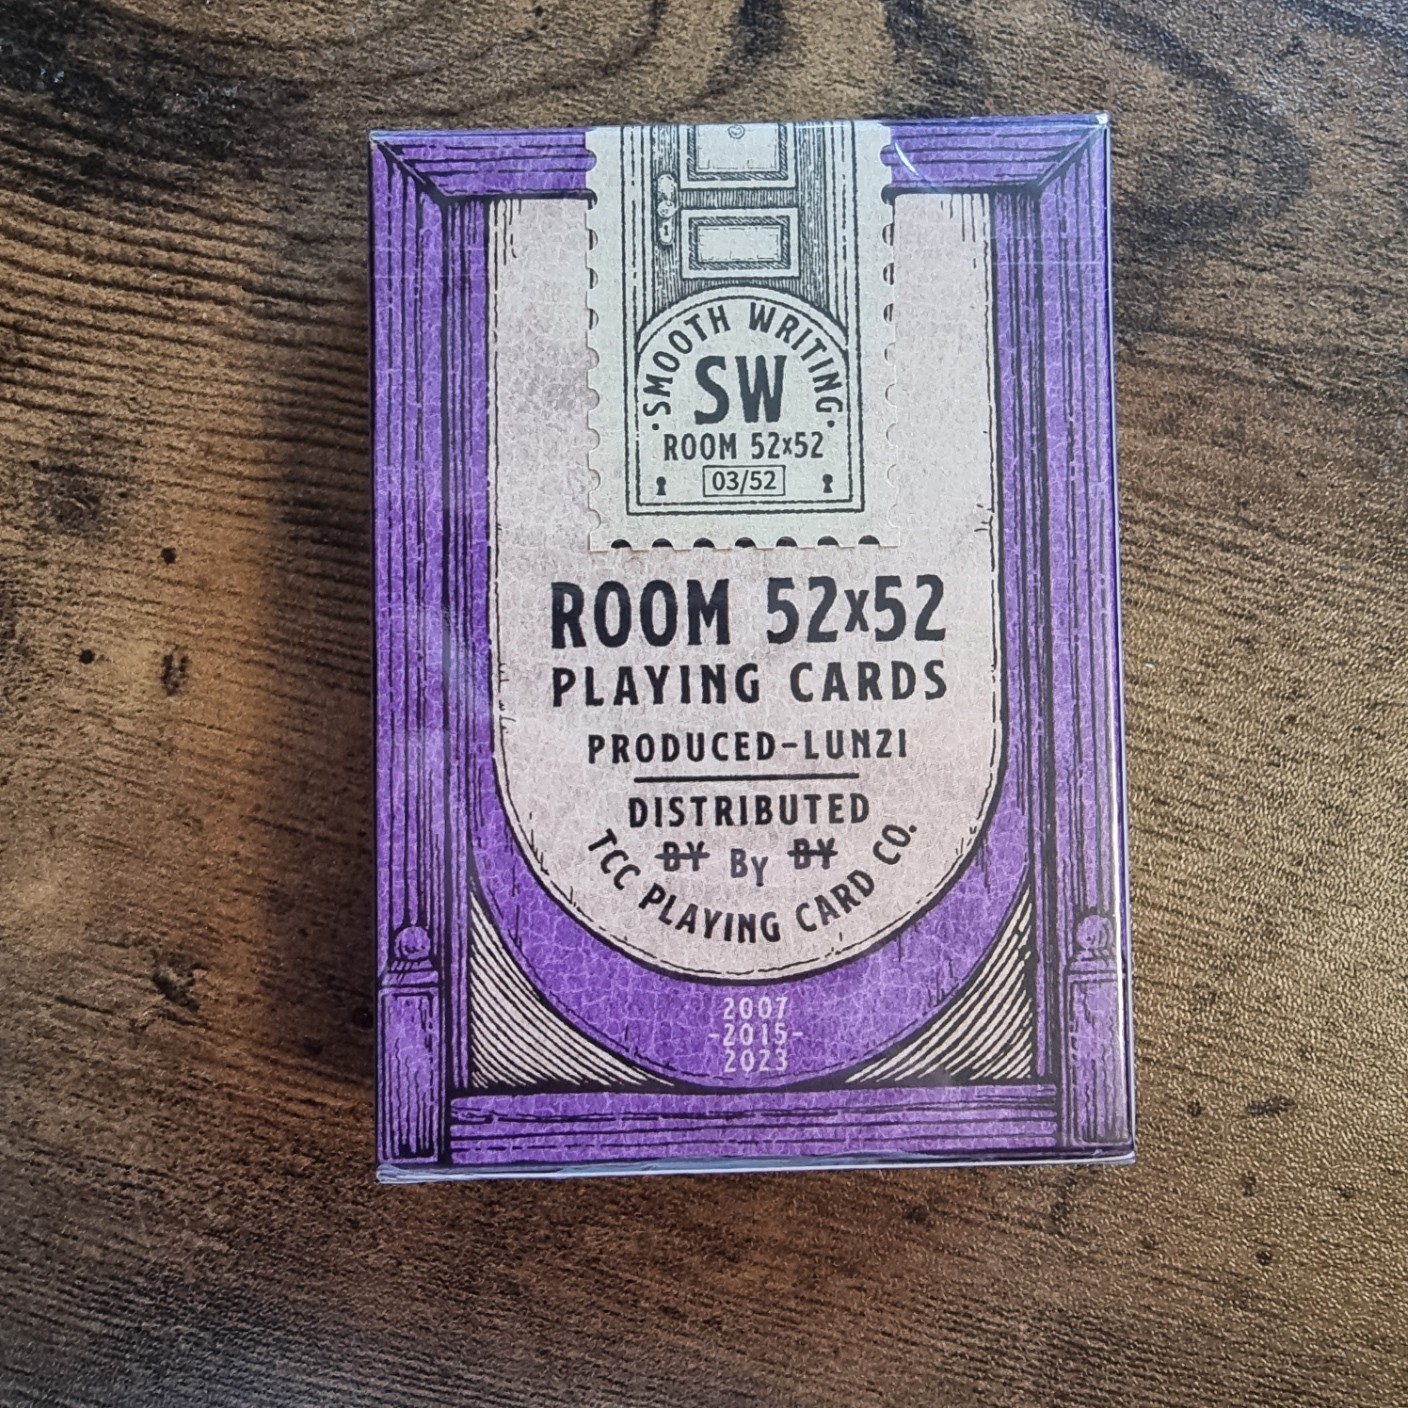 ·SMOOTH WRITING·
SW
ROOM 52x52
03/52
ROOM 52x52
PLAYING CARDS
PRODUCED-LUNZI
DISTRIBUTED
BY By BY
TCC PLAYING CARD CO.
2007
-2015-
2023